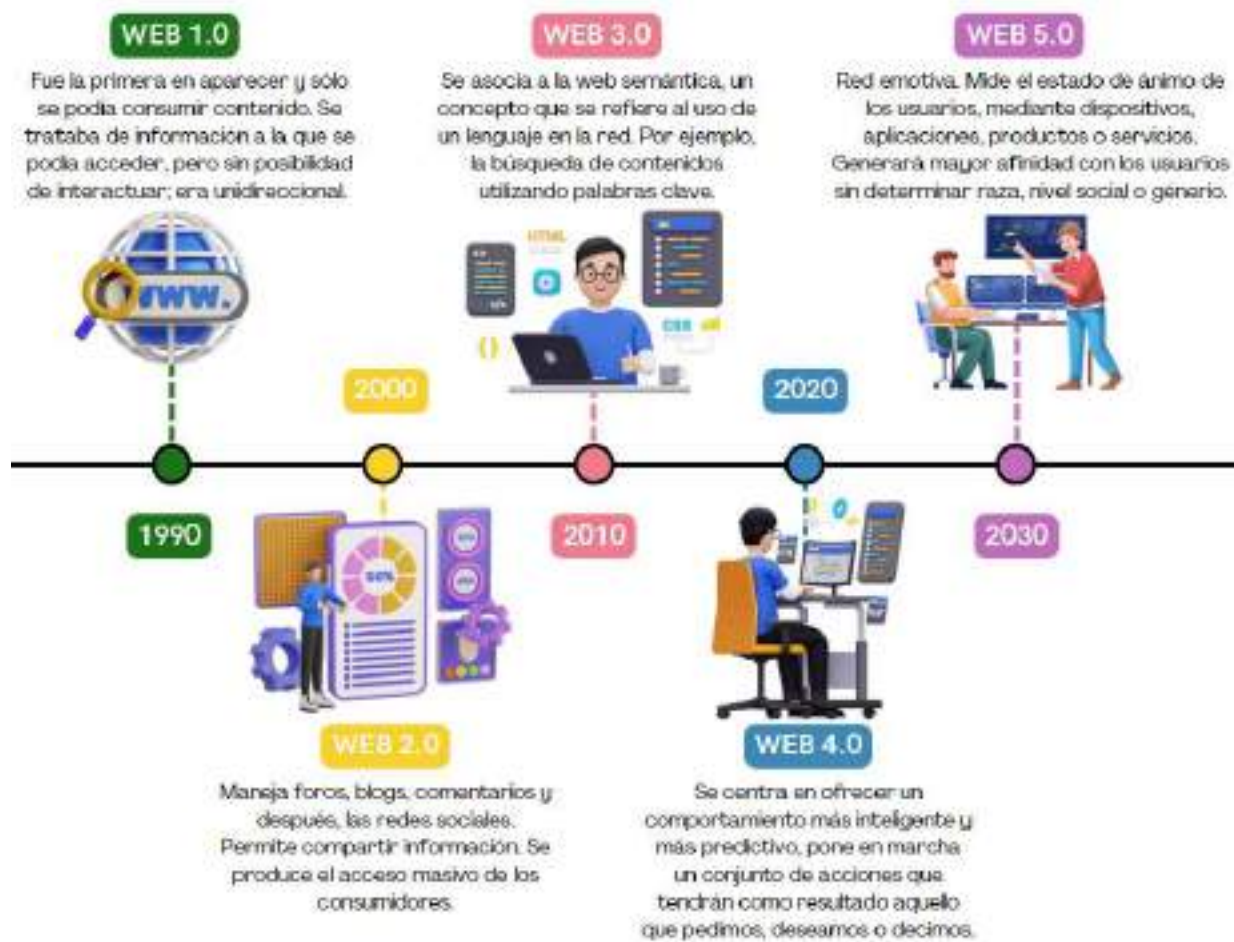 WEB 1.0
Fue la primera en aparecer y sólo
se podía consumir contenido. Se
trataba de información a la que se
podía acceder, pero sin posibilidad
de interactuar; era unidireccional.
WWW.
1990
2000
WEB 2.0
Maneja foros, blogs, comentarios y
después, las redes sociales.
Permite compartir información. Se
produce el acceso masivo de los
consumidores.
WEB 3.0
Se asocia a la web semántica, un
concepto que se refiere al uso de
un lenguaje en la red. Por ejemplo,
la búsqueda de contenidos
utilizando palabras clave.
HTML
{}
2010
2020
WEB 4.0
Se centra en ofrecer un
comportamiento más inteligente y
más predictivo, pone en marcha
un conjunto de acciones que
tendrán como resultado aquello
que pedimos, deseamos o decimos.
WEB 5.0
Red emotiva. Mide el estado de ánimo de
los usuarios, mediante dispositivos,
aplicaciones, productos o servicios.
Generará mayor afinidad con los usuarios
sin determinar raza, nivel social o género.
2030